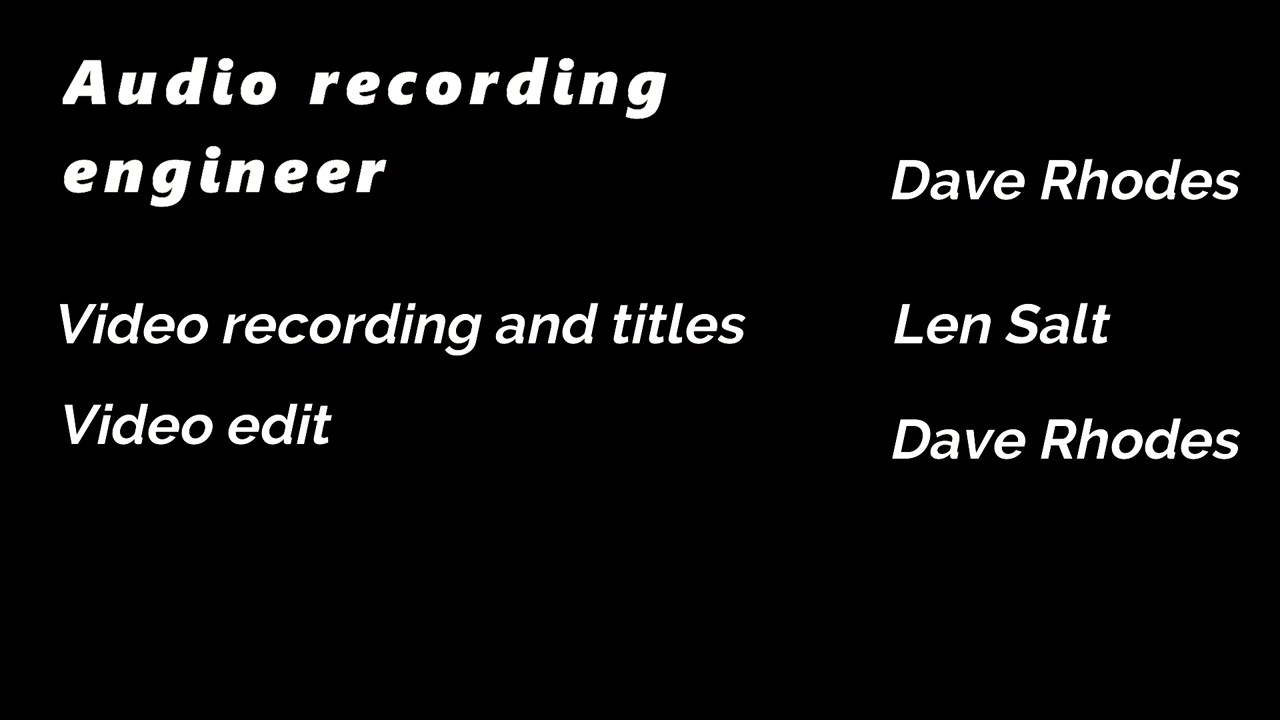 Audio recording
engineer
Dave Rhodes
Video recording and titles
Len Salt
Video edit
Dave Rhodes